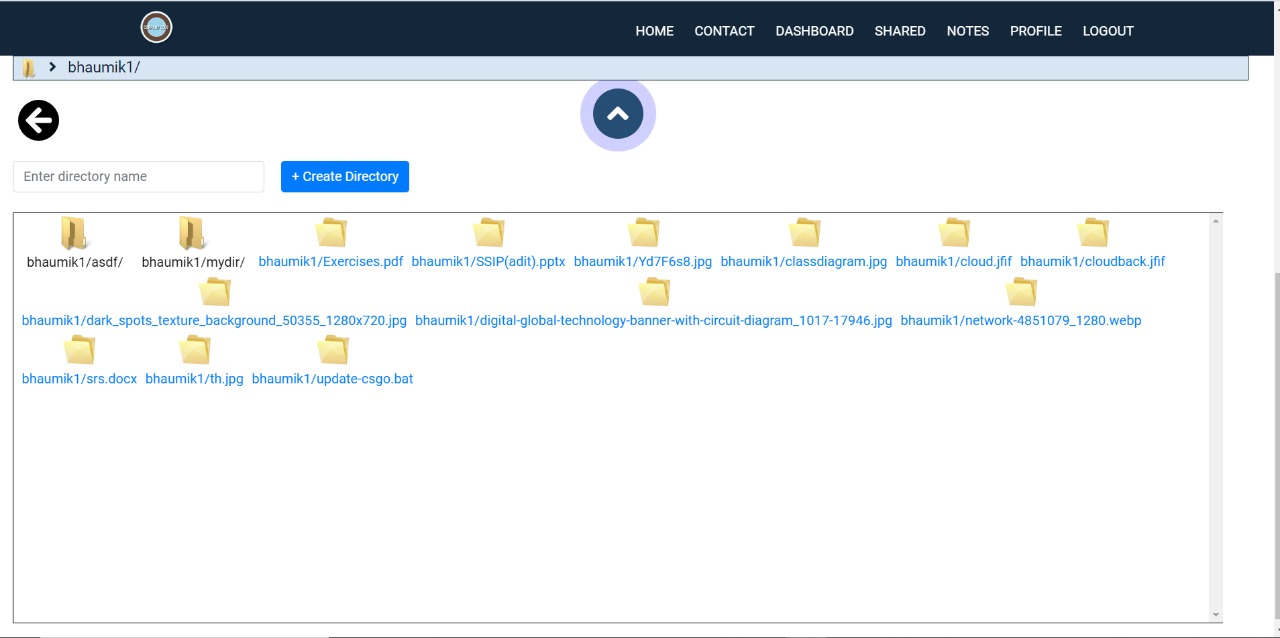 HOME CONTACT DASHBOARD SHARED NOTES PROFILE LOGOUT
bhaumik1/
Enter directory name + Create Directory
bhaumik1/asdf/ bhaumik1/mydir/ bhaumik1/Exercises.pdf bhaumik1/SSIP(adit).pptx bhaumik1/Yd7F6s8.jpg bhaumik1/classdiagram.jpg bhaumik1/cloud.jfif bhaumik1/cloudback.jfif
bhaumik1/dark_spots_texture_background_50355_1280x720.jpg bhaumik1/digital-global-technology-banner-with-circuit-diagram_1017-17946.jpg bhaumik1/network-4851079_1280.webp
bhaumik1/srs.docx bhaumik1/th.jpg bhaumik1/update-csgo.bat